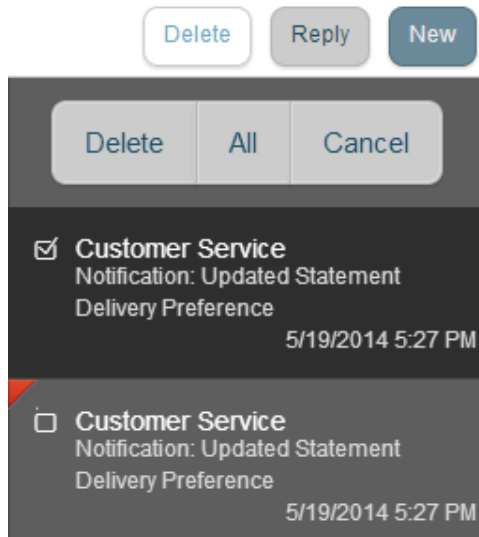 Delete Reply New
Delete All Cancel
Customer Service
Notification: Updated Statement
Delivery Preference
5/19/2014 5:27 PM
Customer Service
Notification: Updated Statement
Delivery Preference
5/19/2014 5:27 PM